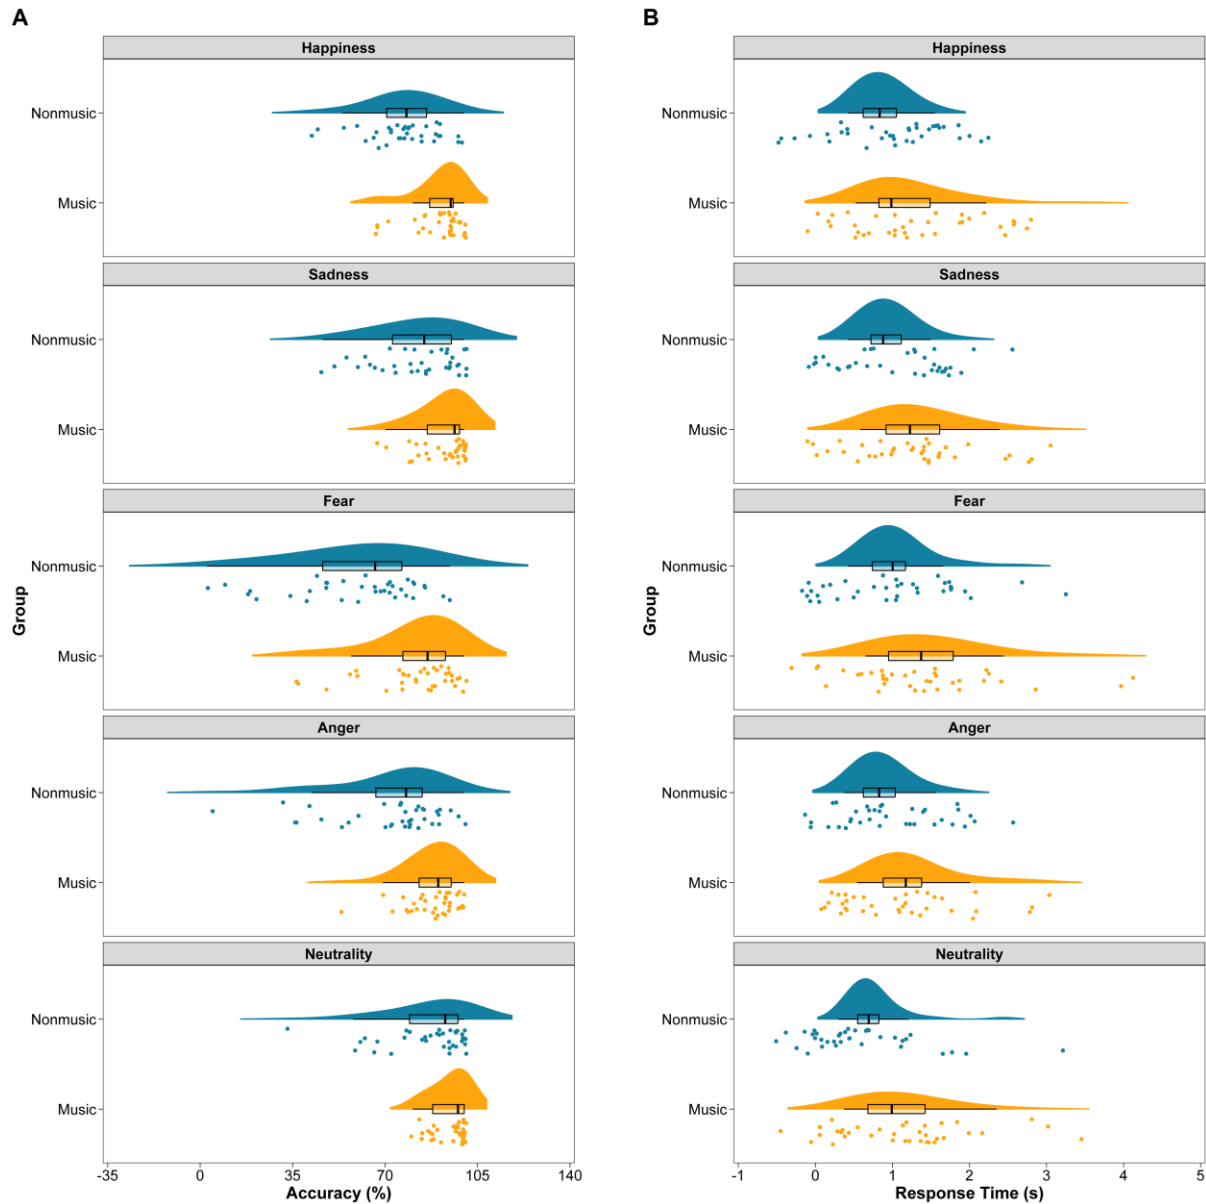 A
Happiness
Nonmusic
Music
Sadness
Nonmusic
Music
Fear
Nonmusic
Music
Anger
Nonmusic
Music
Neutrality
Nonmusic
Music
Group
-35 0 35 70 105 140
Accuracy (%)
B
Happiness
Nonmusic
Music
Sadness
Nonmusic
Music
Fear
Nonmusic
Music
Anger
Nonmusic
Music
Neutrality
Nonmusic
Music
Group
-1 0 1 2 3 4 5
Response Time (s)